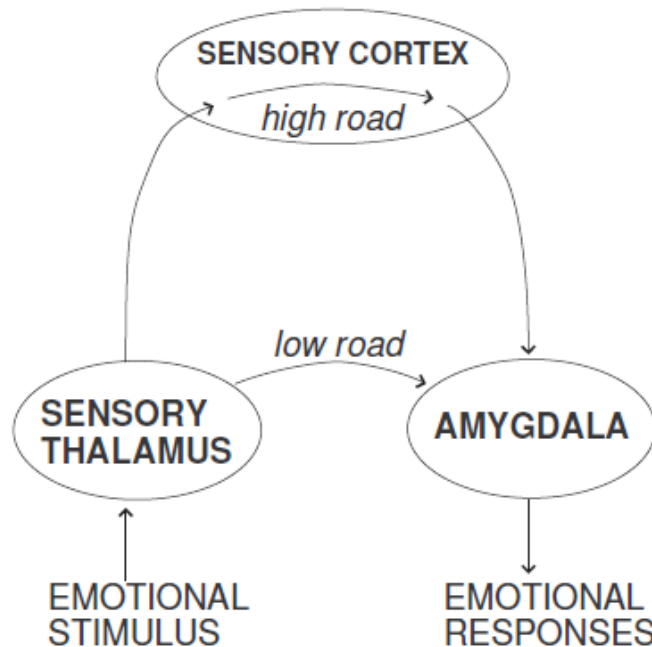 SENSORY CORTEX
high road
low road
SENSORY
THALAMUS
AMYGDALA
EMOTIONAL
STIMULUS
EMOTIONAL
RESPONSES